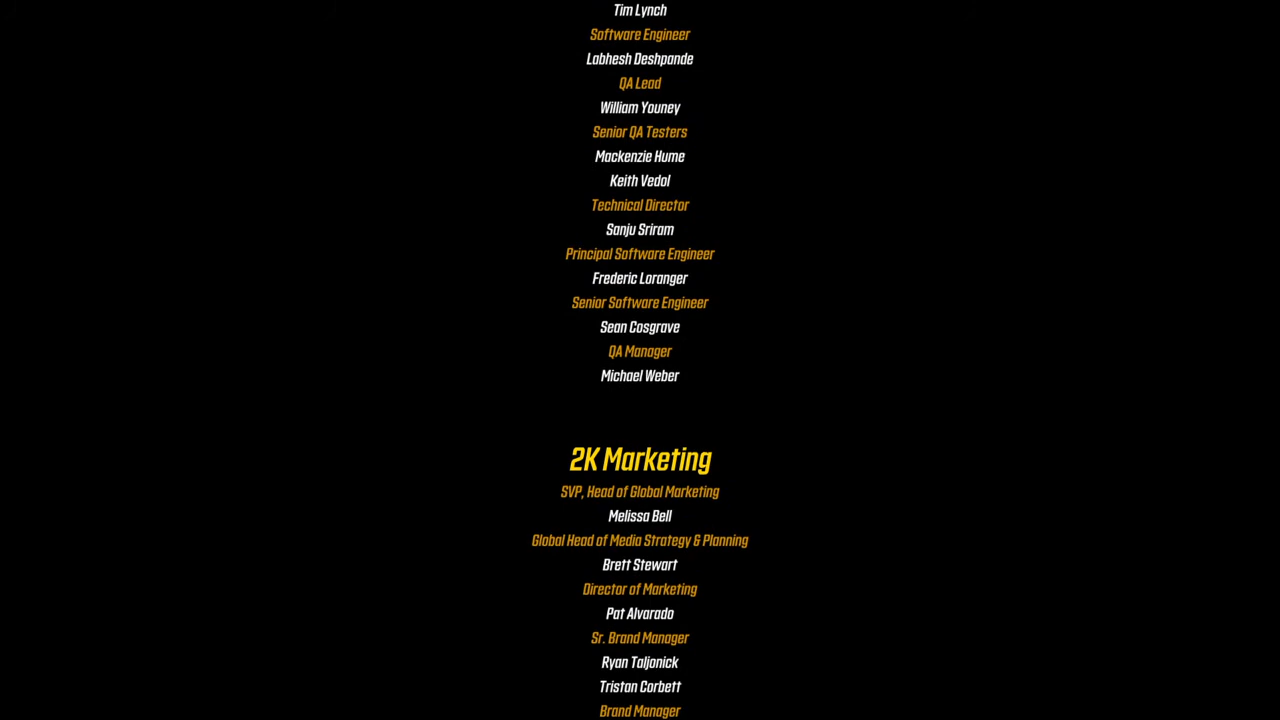 Tim Lynch
Software Engineer
Labhesh Deshpande
QA Lead
William Youney
Senior QA Testers
Mackenzie Hume
Keith Vedol
Technical Director
Sanju Sriram
Principal Software Engineer
Frederic Loranger
Senior Software Engineer
Sean Cosgrave
QA Manager
Michael Weber
2K Marketing
SVP, Head of Global Marketing
Melissa Bell
Global Head of Media Strategy & Planning
Brett Stewart
Director of Marketing
Pat Alvarado
Sr. Brand Manager
Ryan Taljonick
Tristan Corbett
Brand Manager